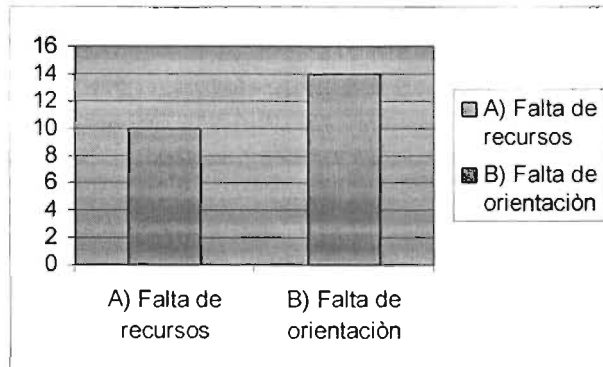 16
14
12
10
8
6
4
2
0
A) Falta de
recursos
B) Falta de
orientaciòn
A) Falta de
recursos
B) Falta de
orientaciòn